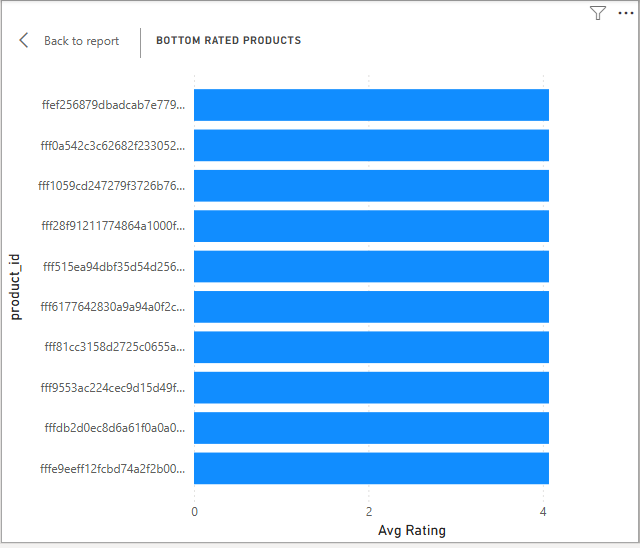 Back to report
BOTTOM RATED PRODUCTS
product_id
ffef256879dbadcab7e779...
fff0a542c3c62682f233052...
fff1059cd247279f3726b76...
fff28f91211774864a1000f...
fff515ea94dbf35d54d256...
fff6177642830a9a94a0f2c...
fff81cc3158d2725c0655a...
fff9553ac224cec9d15d49f...
fffdb2d0ec8d6a61f0a0a0...
fffe9eeff12fcbd74a2f2b00...
0 2 4
Avg Rating